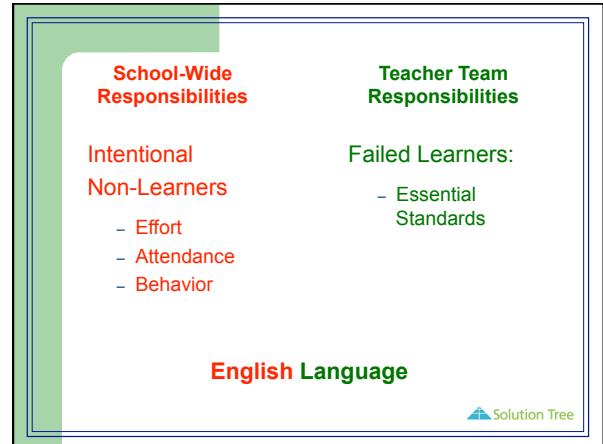 School-Wide
Responsibilities
Intentional
Non-Learners
– Effort
– Attendance
– Behavior
Teacher Team
Responsibilities
Failed Learners:
– Essential
Standards
English Language
Solution Tree